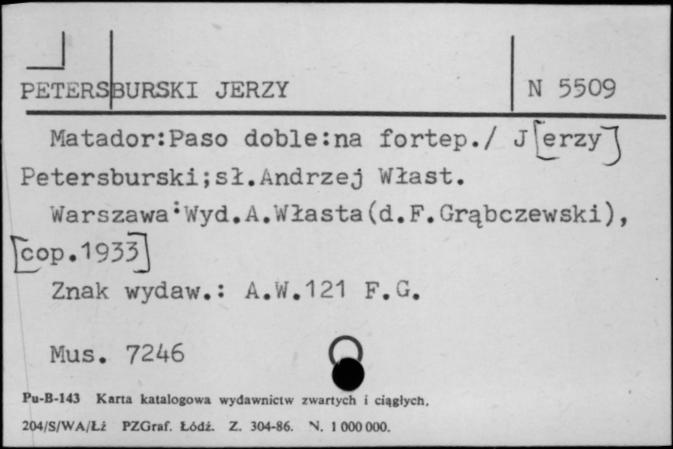 PETERSBURSKI JERZY N 5509
Matador:Paso doble:na fortep./ J[erzy]
Petersburski;sł.Andrzej Włast.
Warszawa:Wyd.A.Własta(d.F.Grąbczewski),
[cop.1933]
Znak wydaw.: A.W.121 F.G.
Mus. 7246
Pu-B-143 Karta katalogowa wydawnictw zwartych i ciągłych.
204/S/WA/Łż PZGraf. Łódź. Z. 304-86. N. 1 000 000.